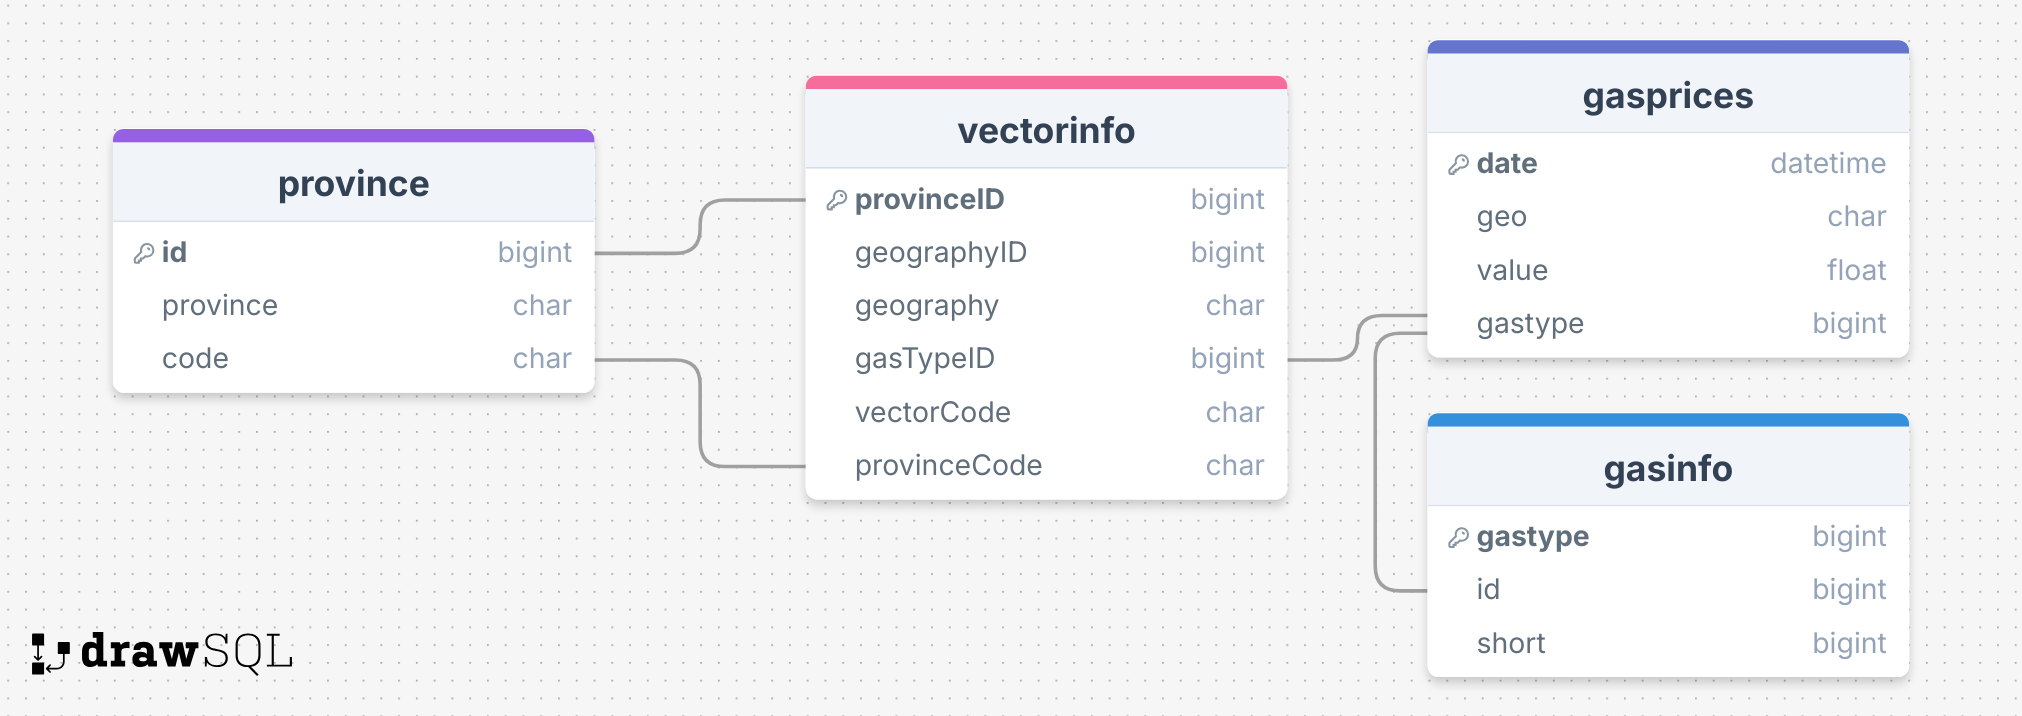 province
id bigint
province char
code char
vectorinfo
provinceID bigint
geographyID bigint
geography char
gasTypeID bigint
vectorCode char
provinceCode char
gasprices
date datetime
geo char
value float
gastype bigint
gasinfo
gastype bigint
id bigint
short bigint
drawSQL